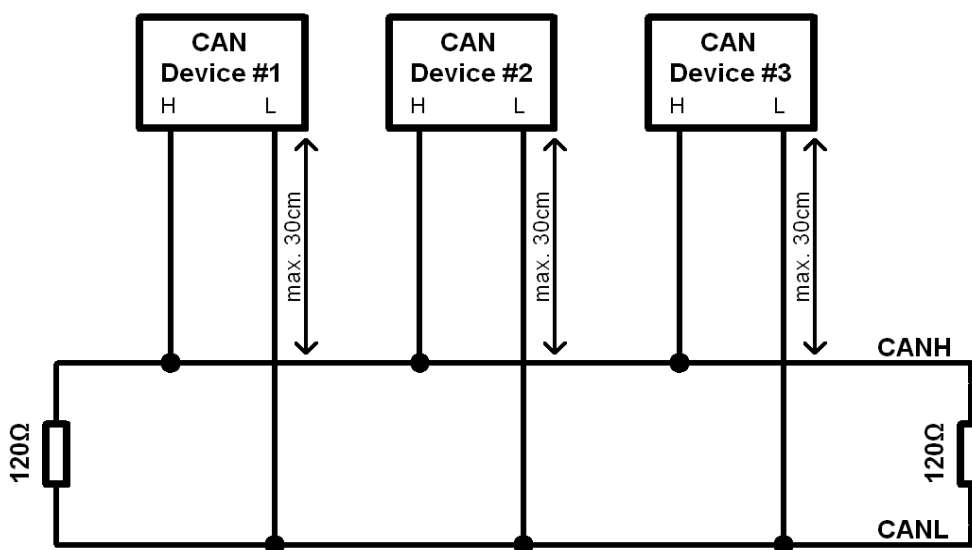 CAN
Device #1
H L
CAN
Device #2
H L
CAN
Device #3
H L
max. 30cm
max. 30cm
max. 30cm
CANH
120Ω
120Ω
CANL